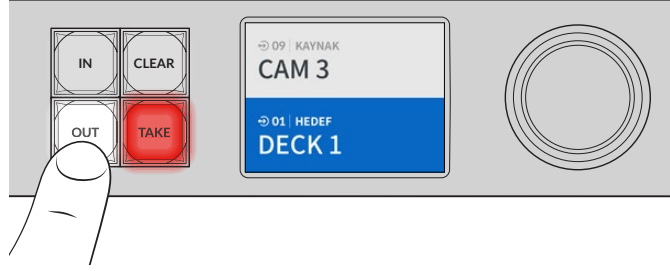 IN
CLEAR
OUT
TAKE
09 | KAYNAK
CAM 3
01 | HEDEF
DECK 1